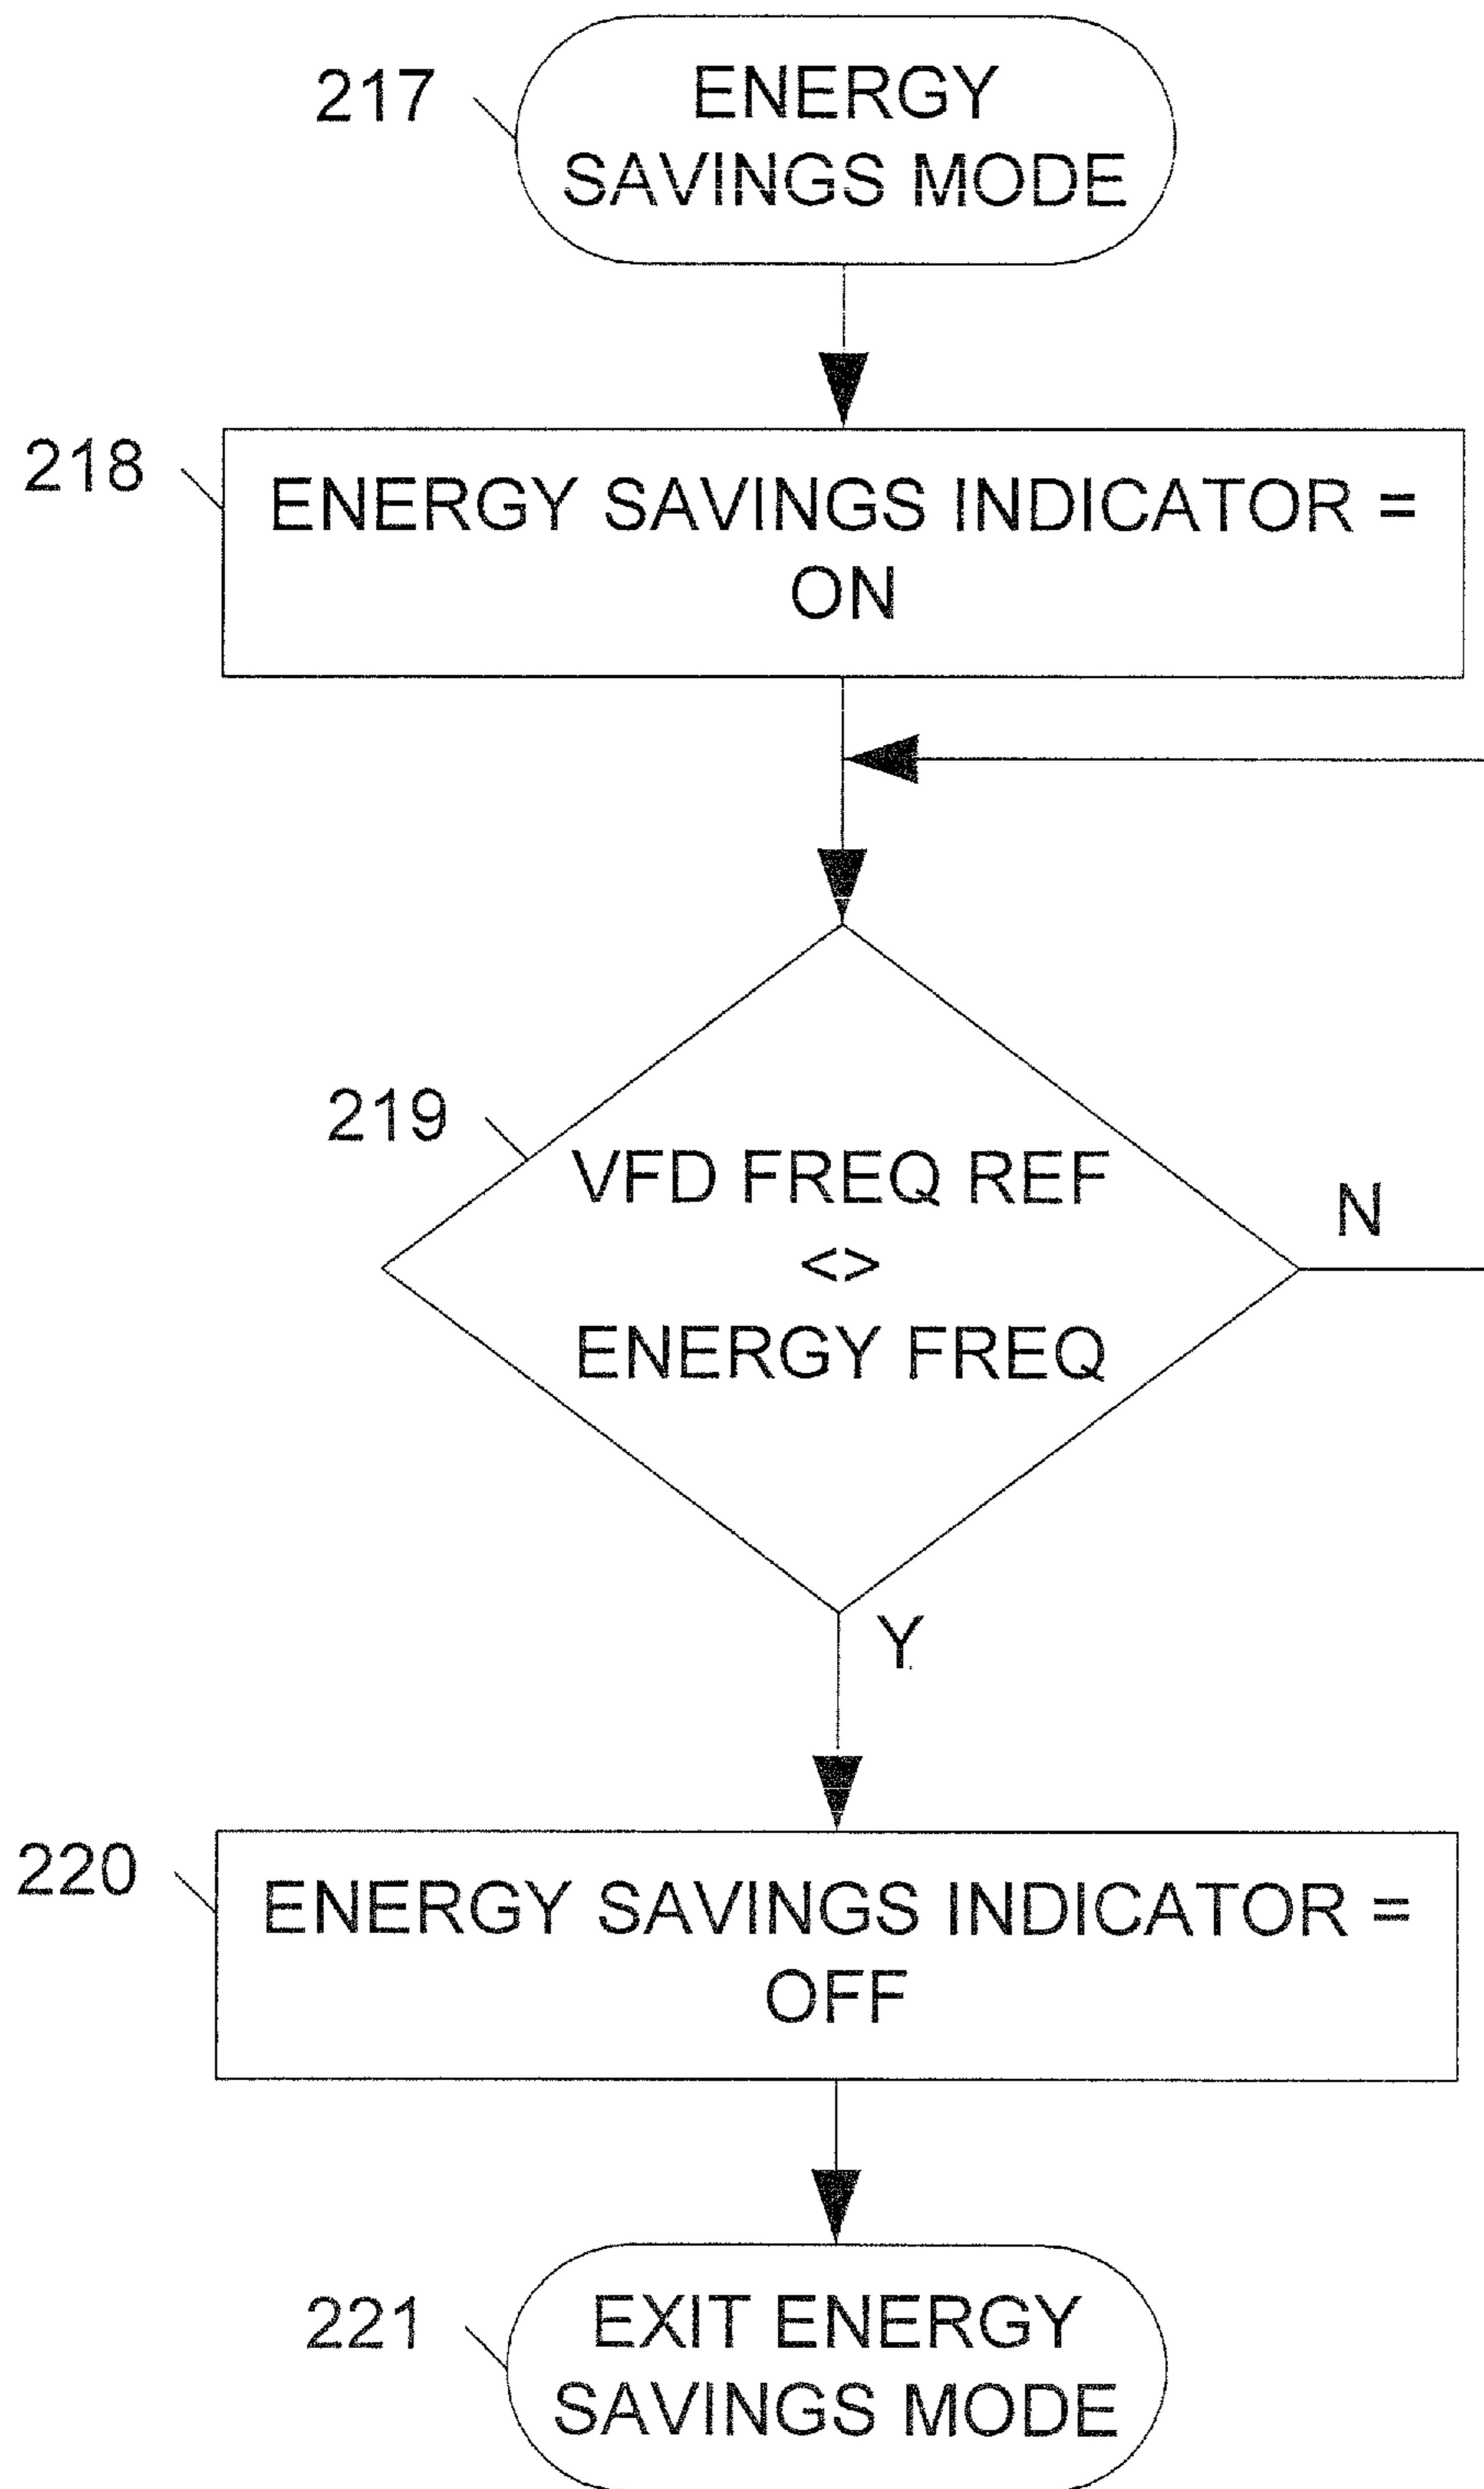 217
ENERGY
SAVINGS MODE
218
ENERGY SAVINGS INDICATOR =
ON
219
VFD FREQ REF
<>
ENERGY FREQ
N
Y
220
ENERGY SAVINGS INDICATOR =
OFF
221
EXIT ENERGY
SAVINGS MODE